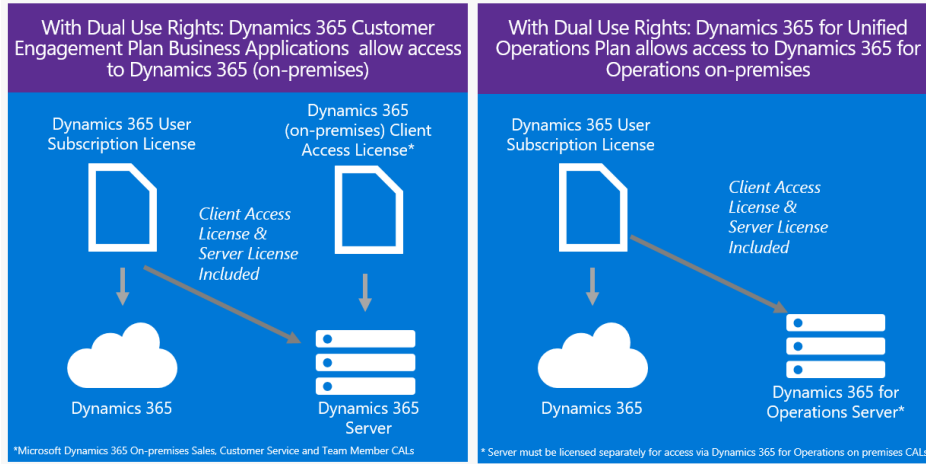 With Dual Use Rights: Dynamics 365 Customer
Engagement Plan Business Applications allow access
to Dynamics 365 (on-premises)
Dynamics 365 User
Subscription License
Dynamics 365
(on-premises) Client
Access License*
Client Access
License &
Server License
Included
Dynamics 365
Dynamics 365
Server
*Microsoft Dynamics 365 On-premises Sales, Customer Service and Team Member CALs
With Dual Use Rights: Dynamics 365 for Unified
Operations Plan allows access to Dynamics 365 for
Operations on-premises
Dynamics 365 User
Subscription License
Client Access
License &
Server License
Included
Dynamics 365
Dynamics 365 for
Operations Server*
* Server must be licensed separately for access via Dynamics 365 for Operations on premises CALs